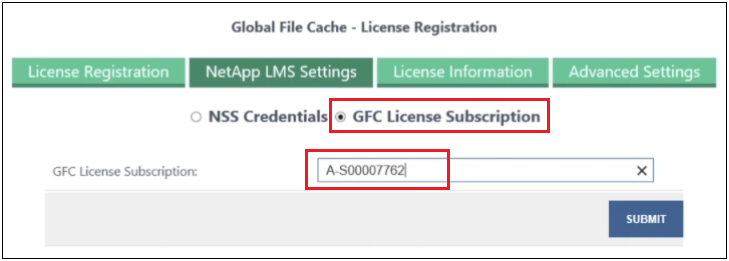 Global File Cache - License Registration
License Registration NetApp LMS Settings License Information Advanced Settings
NSS Credentials GFC License Subscription
GFC License Subscription: A-S00007762
SUBMIT